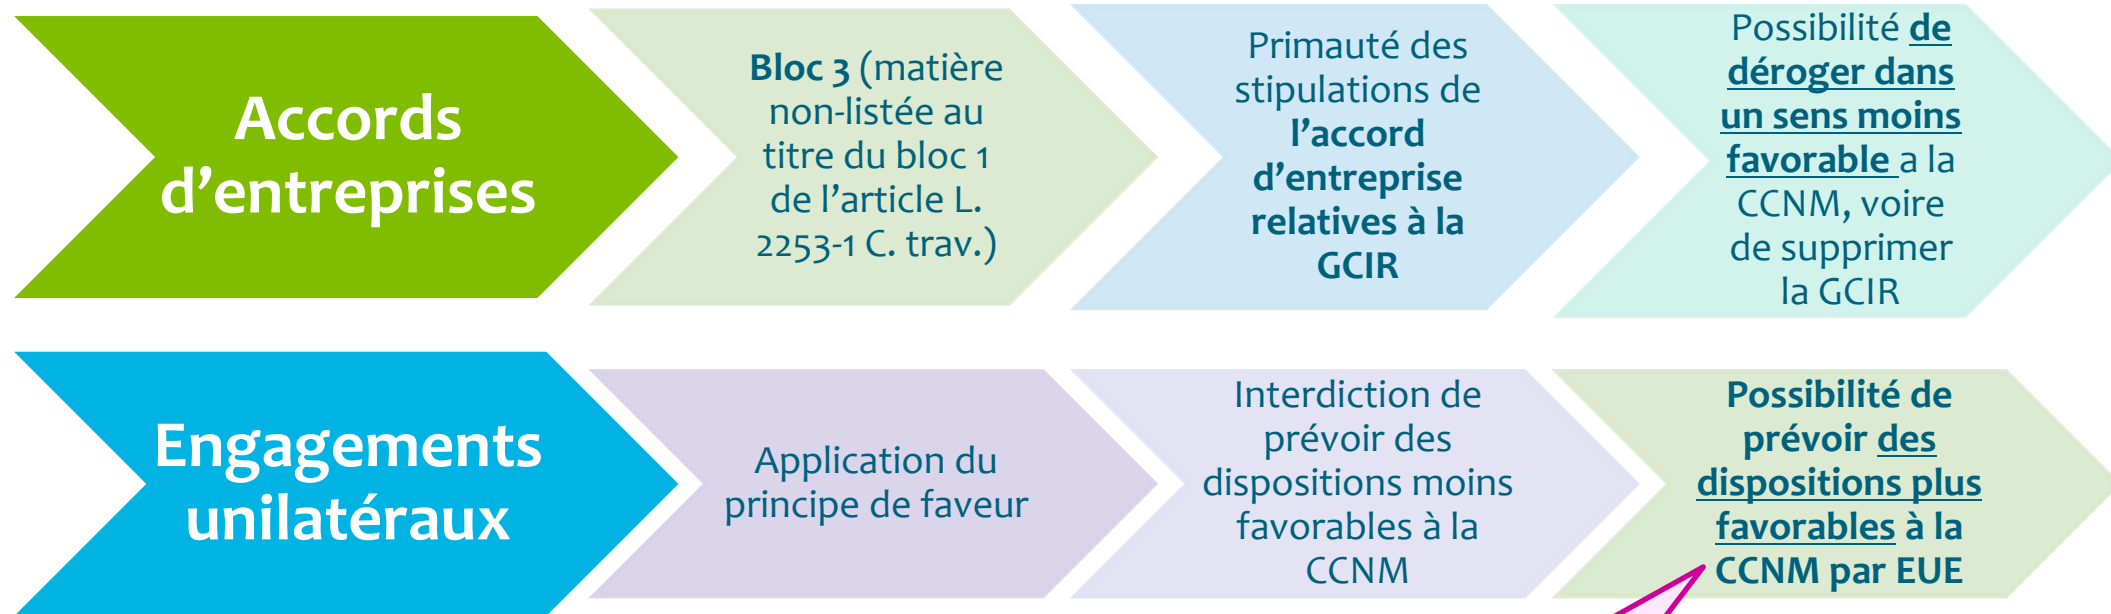 Accords
d’entreprises
Bloc 3 (matière
non-listée au
titre du bloc 1
de l’article L.
2253-1 C. trav.)
Primauté des
stipulations de
l’accord
d’entreprise
relatives à la
GCIR
Possibilité de
déroger dans
un sens moins
favorable a la
CCNM, voire
de supprimer
la GCIR
Engagements
unilatéraux
Application du
principe de faveur
Interdiction de
prévoir des
dispositions moins
favorables à la
CCNM
Possibilité de
prévoir des
dispositions plus
favorables à la
CCNM par EUE